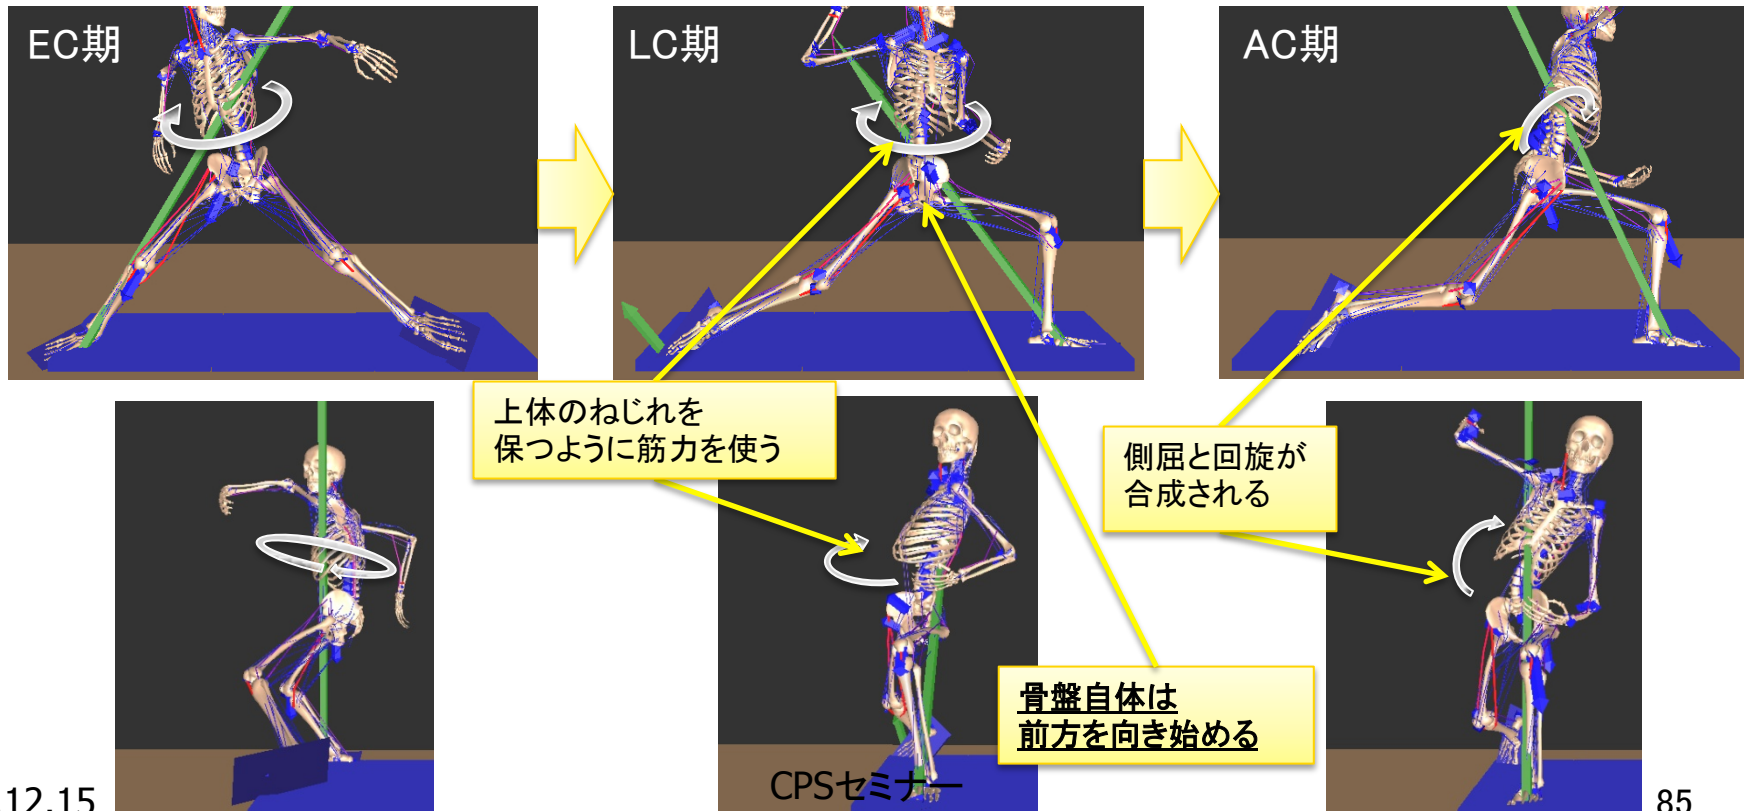 EC期
LC期
AC期
上体のねじれを
保つように筋力を使う
側屈と回旋が
合成される
骨盤自体は
前方を向き始める
.12.15
CPSセミナー
85